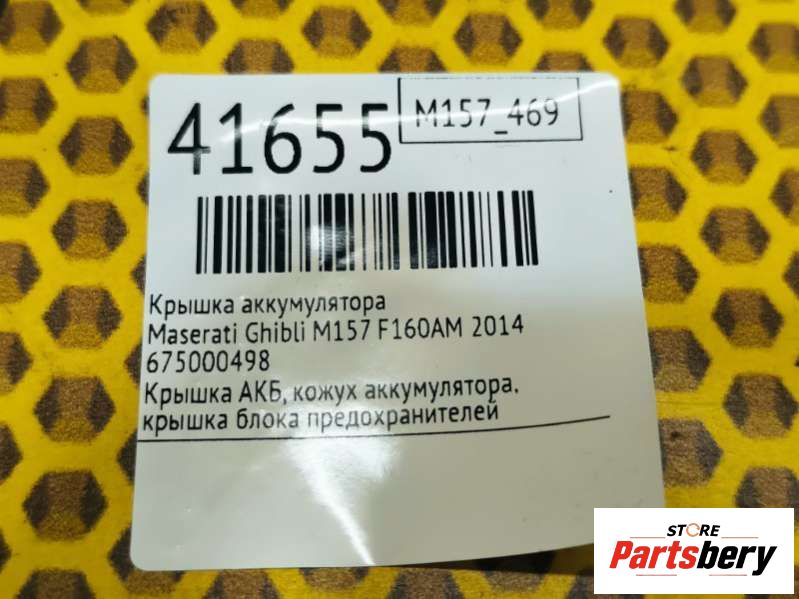 41655
M157_469
Крышка аккумулятора
Maserati Ghibli M157 F160AM 2014
675000498
Крышка АКБ, кожух аккумулятора.
крышка блока предохранителей
STORE
Partsbery